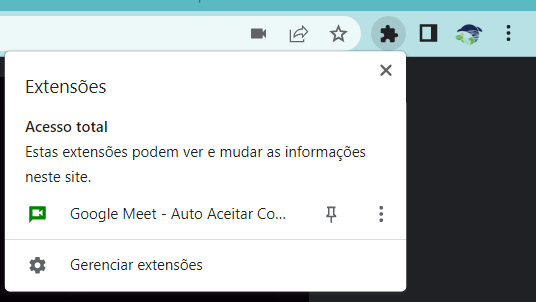 Extensões
Acesso total
Estas extensões podem ver e mudar as informações
neste site.
Google Meet - Auto Aceitar Co...
Gerenciar extensões